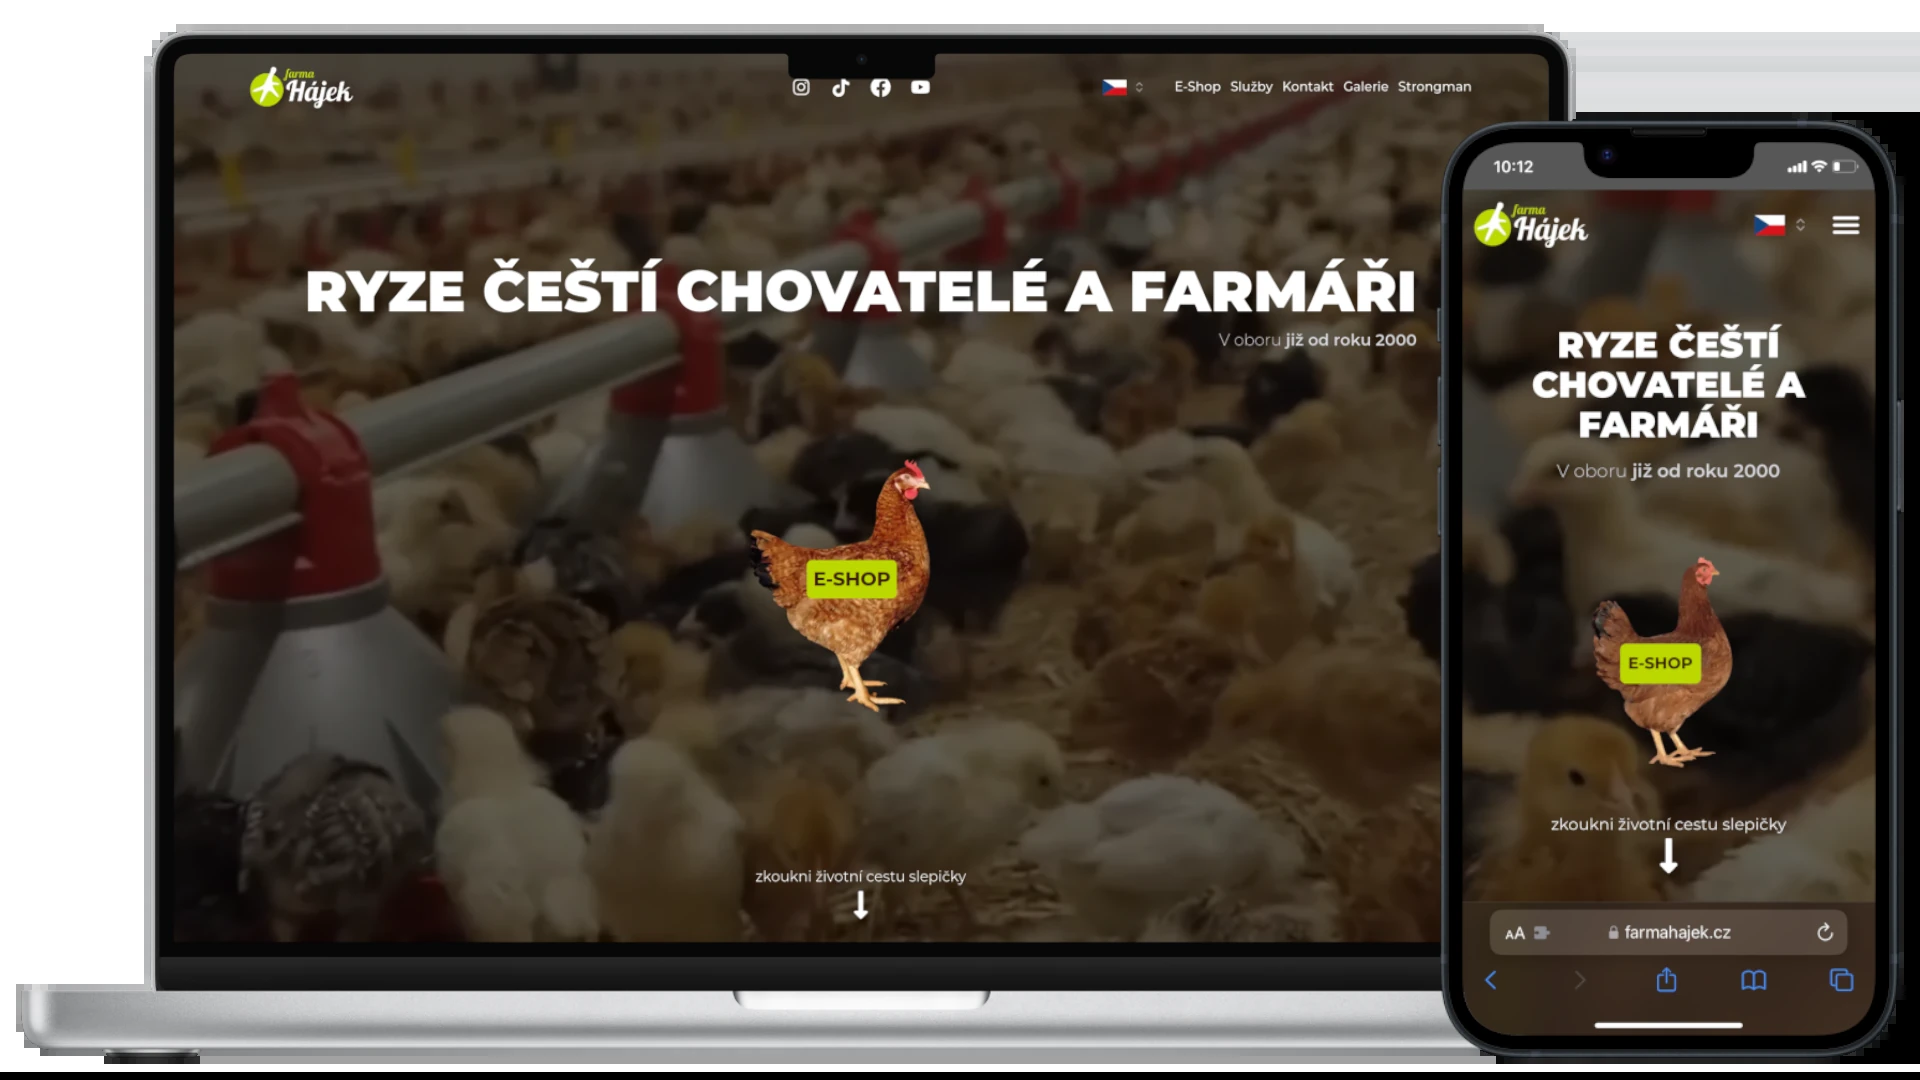 farma
Hájek
E-Shop Služby Kontakt Galerie Strongman
RYZE ČEŠTÍ CHOVATELÉ A FARMÁŘI
V oboru již od roku 2000
E-SHOP
zkoukni životní cestu slepičky
10:12
farma
Hájek
RYZE ČEŠTÍ
CHOVATELÉ A
FARMÁŘI
V oboru již od roku 2000
E-SHOP
zkoukni životní cestu slepičky
AA
farmahajek.cz